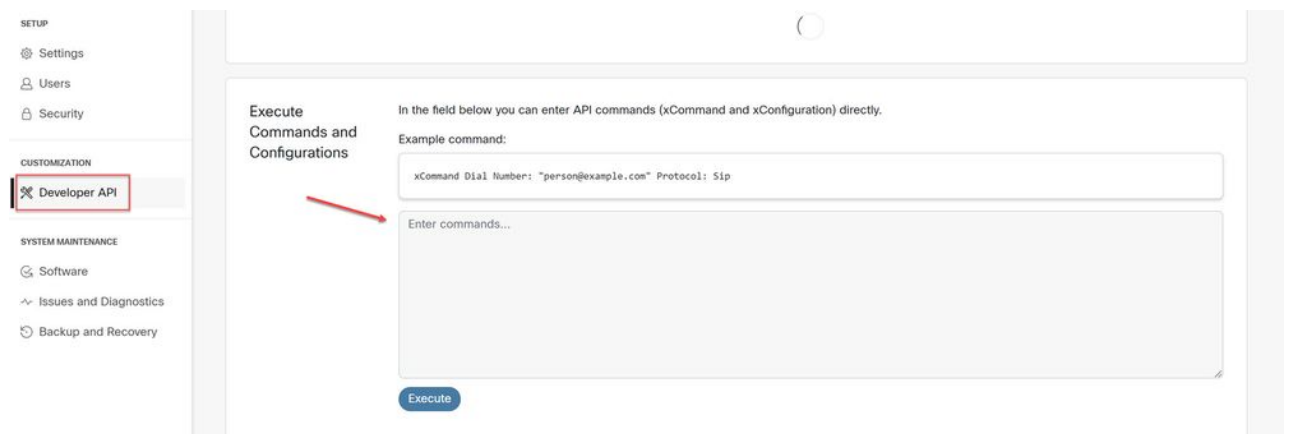 SETUP
Settings
Users
Security
CUSTOMIZATION
Developer API
SYSTEM MAINTENANCE
Software
Issues and Diagnostics
Backup and Recovery
Execute
Commands and
Configurations
In the field below you can enter API commands (xCommand and xConfiguration) directly.
Example command:
xCommand Dial Number: "person@example.com" Protocol: Sip
Enter commands...
Execute